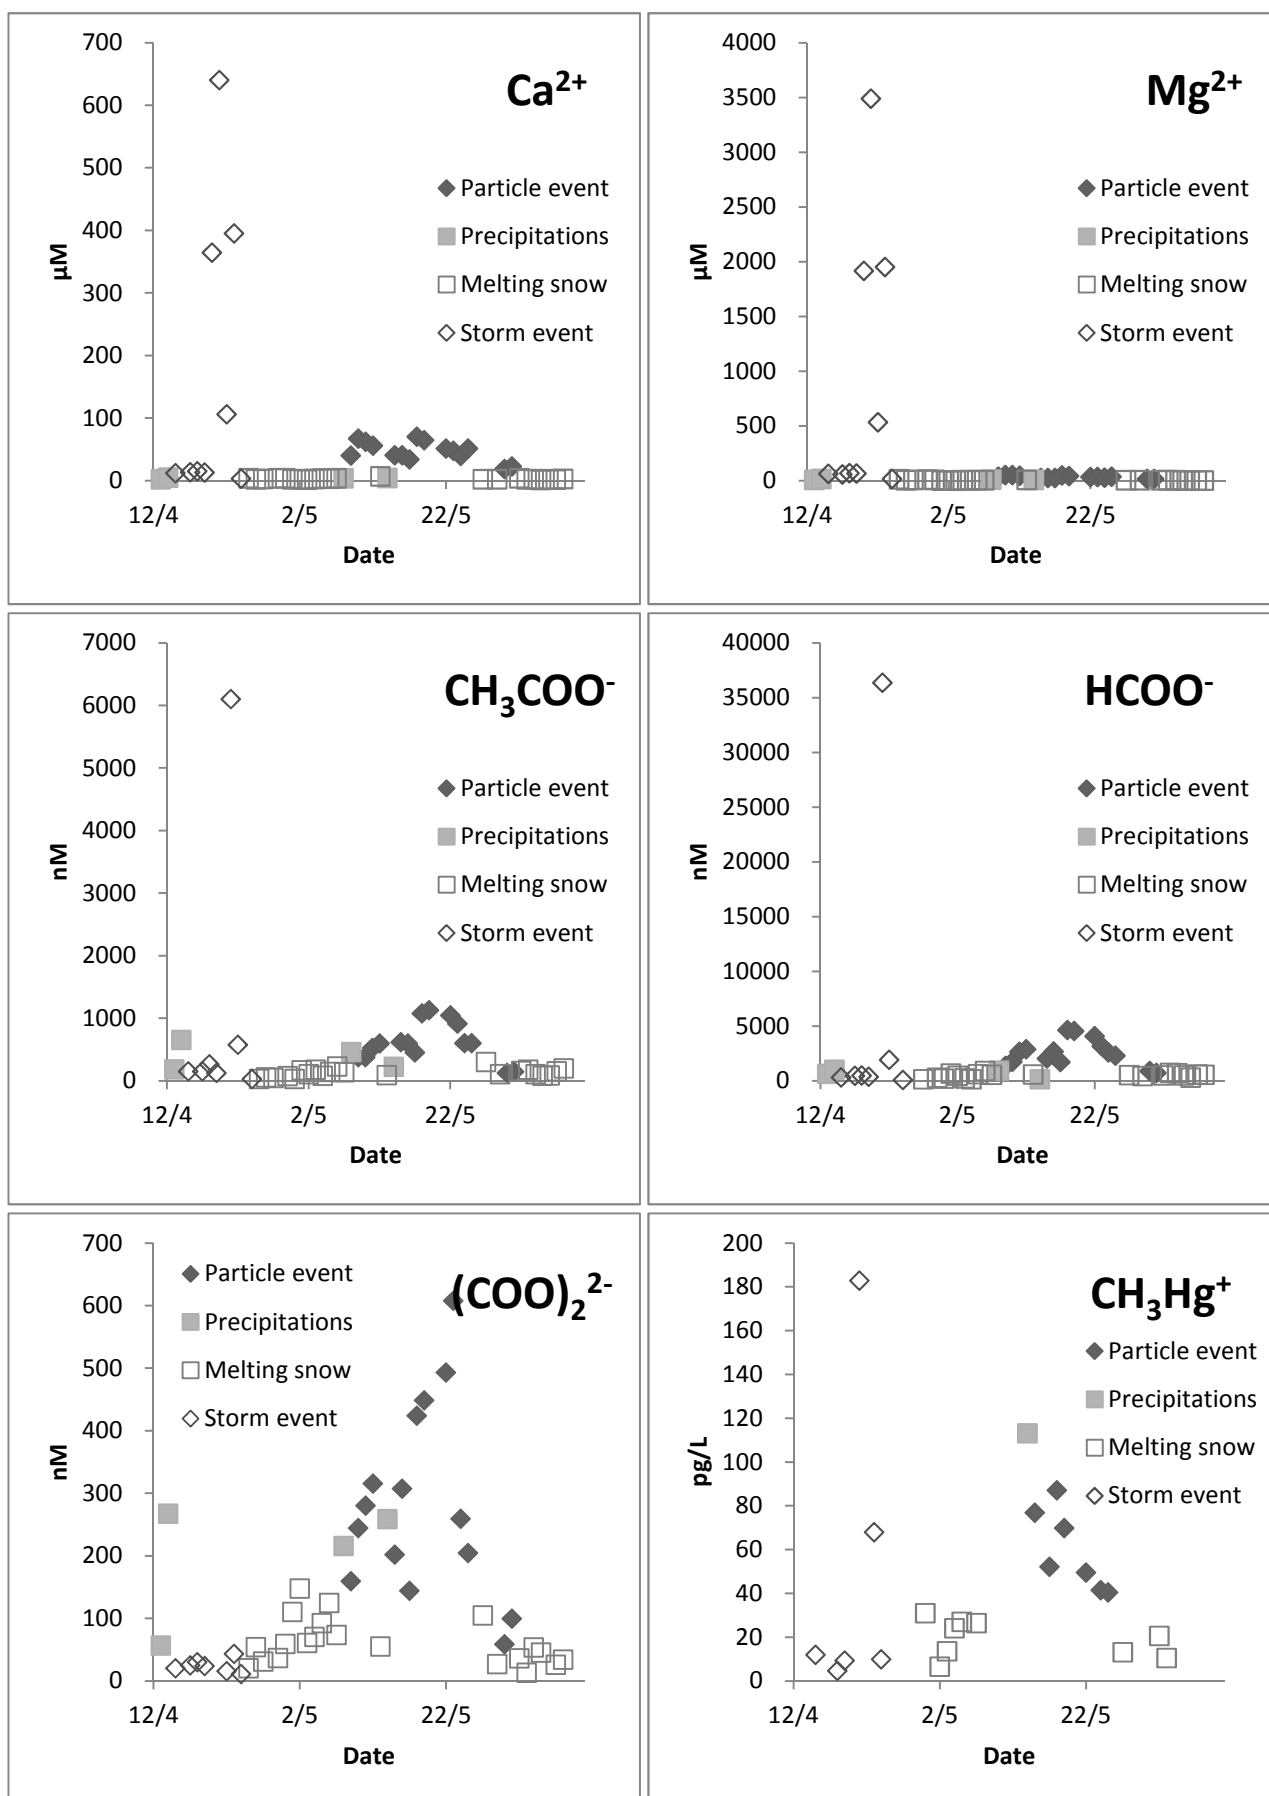 700
600
500
400
300
200
100
0
µM
Ca²⁺
Particle event
Precipitations
Melting snow
Storm event
12/4 2/5 22/5
Date
4000
3500
3000
2500
2000
1500
1000
500
0
µM
Mg²⁺
Particle event
Precipitations
Melting snow
Storm event
12/4 2/5 22/5
Date
7000
6000
5000
4000
3000
2000
1000
0
nM
CH₃COO⁻
Particle event
Precipitations
Melting snow
Storm event
12/4 2/5 22/5
Date
40000
35000
30000
25000
20000
15000
10000
5000
0
nM
HCOO⁻
Particle event
Precipitations
Melting snow
Storm event
12/4 2/5 22/5
Date
700
600
500
400
300
200
100
0
nM
Particle event
Precipitations
Melting snow
Storm event
(COO)₂²⁻
12/4 2/5 22/5
Date
200
180
160
140
120
100
80
60
40
20
0
pg/L
CH₃Hg⁺
Particle event
Precipitations
Melting snow
Storm event
12/4 2/5 22/5
Date